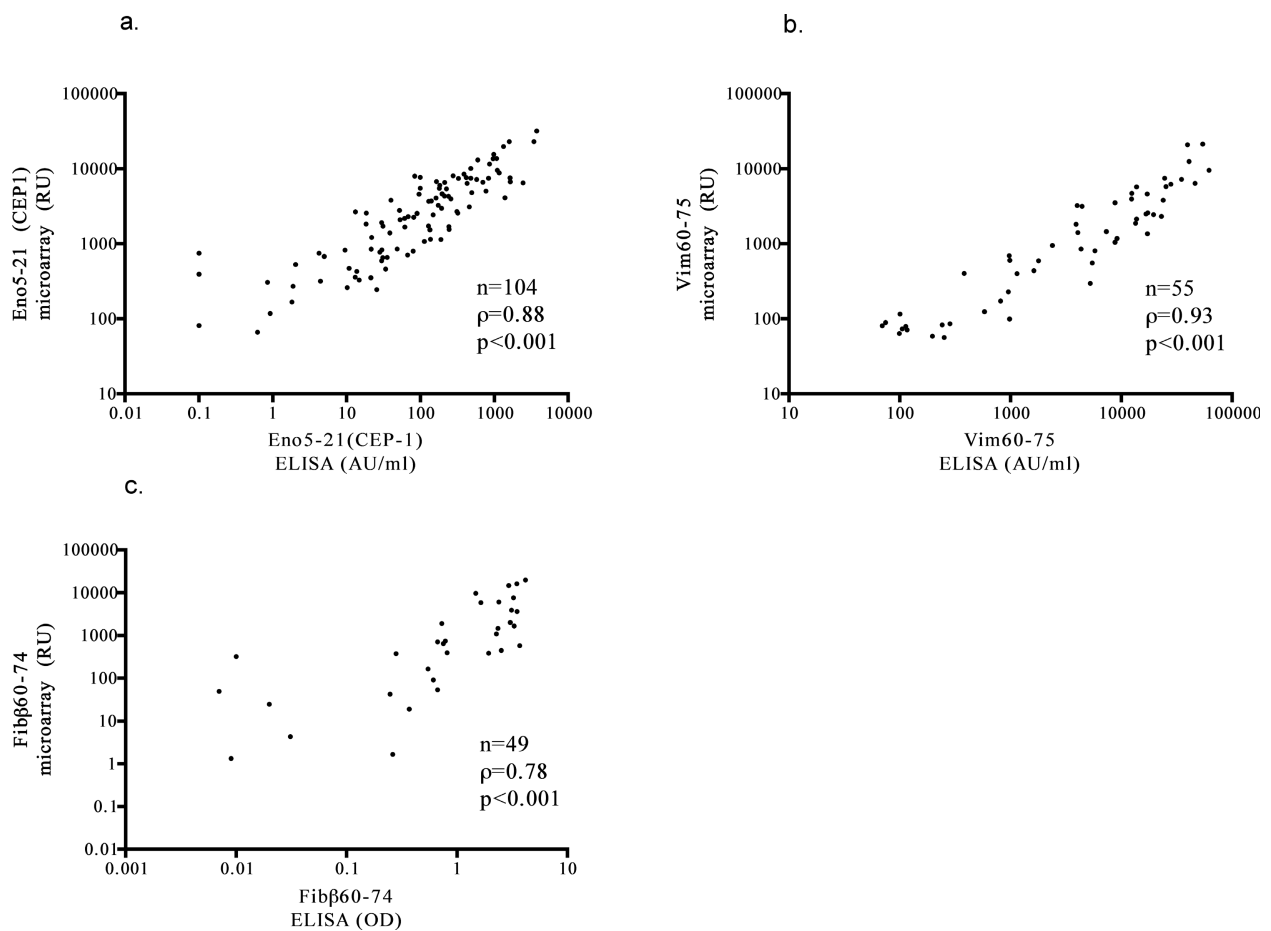 a.
100000
10000
1000
100
10
0.01
0.1
1
10
100
1000
10000
Eno5-21 (CEP1)
microarray (RU)
n=104
ρ=0.88
p<0.001
Eno5-21(CEP-1)
ELISA (AU/ml)
b.
100000
10000
1000
100
10
10
100
1000
10000
100000
Vim60-75
microarray (RU)
n=55
ρ=0.93
p<0.001
Vim60-75
ELISA (AU/ml)
c.
100000
10000
1000
100
10
1
0.1
0.01
0.001
0.01
0.1
1
10
Fibβ60-74
microarray (RU)
n=49
ρ=0.78
p<0.001
Fibβ60-74
ELISA (OD)